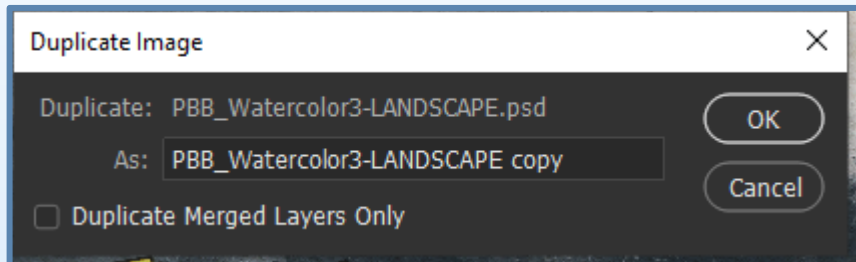 Duplicate Image
Duplicate: PBB_Watercolor3-LANDSCAPE.psd
OK
As: PBB_Watercolor3-LANDSCAPE copy
Cancel
Duplicate Merged Layers Only